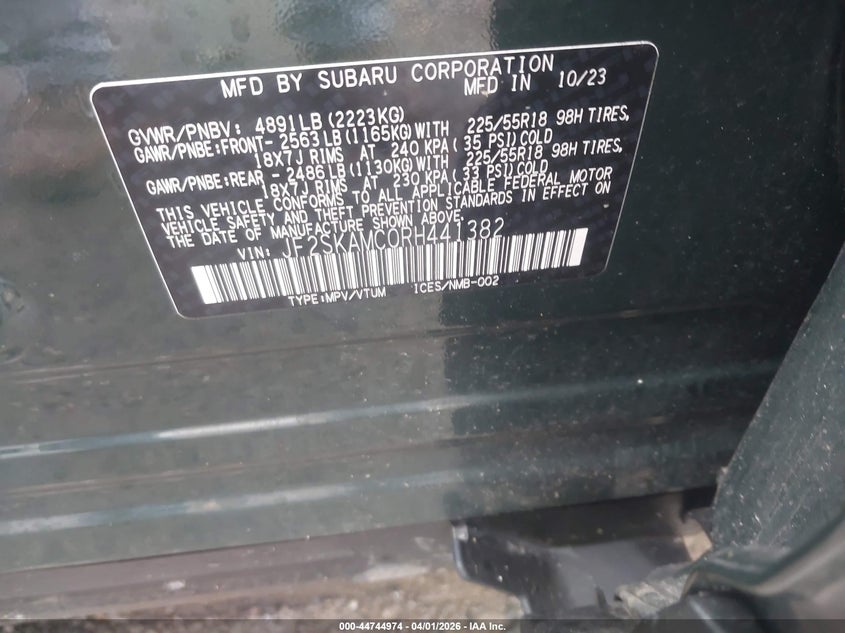 MFD BY SUBARU CORPORATION
MFD IN 10/23
GVWR/PNBV: 4891LB(2223KG)
GAWR/PNBE:FRONT- 2563LB(1165KG)WITH 225/55R18 98H TIRES,
18X7J RIMS AT 240 KPA(35 PSI)COLD
GAWR/PNBE:REAR - 2486LB(1130KG)WITH 225/55R18 98H TIRES,
18X7J RIMS AT 230 KPA(33 PSI)COLD
THIS VEHICLE CONFORMS TO ALL APPLICABLE FEDERAL MOTOR
VEHICLE SAFETY AND THEFT PREVENTION STANDARDS IN EFFECT ON
THE DATE OF MANUFACTURE SHOWN ABOVE.
VIN: JF2SKAMC0RH441382
TYPE:MPV/VTUM ICES/NMB-002
000-44744974 | 04/01/2026 - IAA Inc.